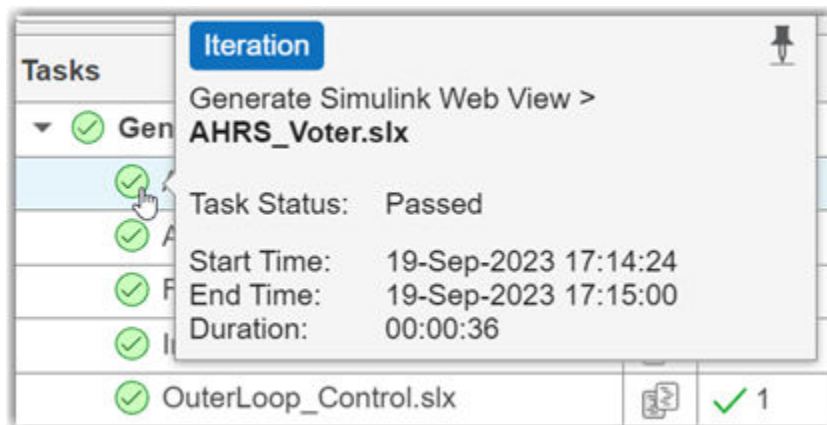 Iteration
Tasks
Generate Simulink Web View >
Gen
AHRS_Voter.slx
Task Status: Passed
A
Start Time: 19-Sep-2023 17:14:24
F
End Time: 19-Sep-2023 17:15:00
Duration: 00:00:36
OuterLoop_Control.slx 1